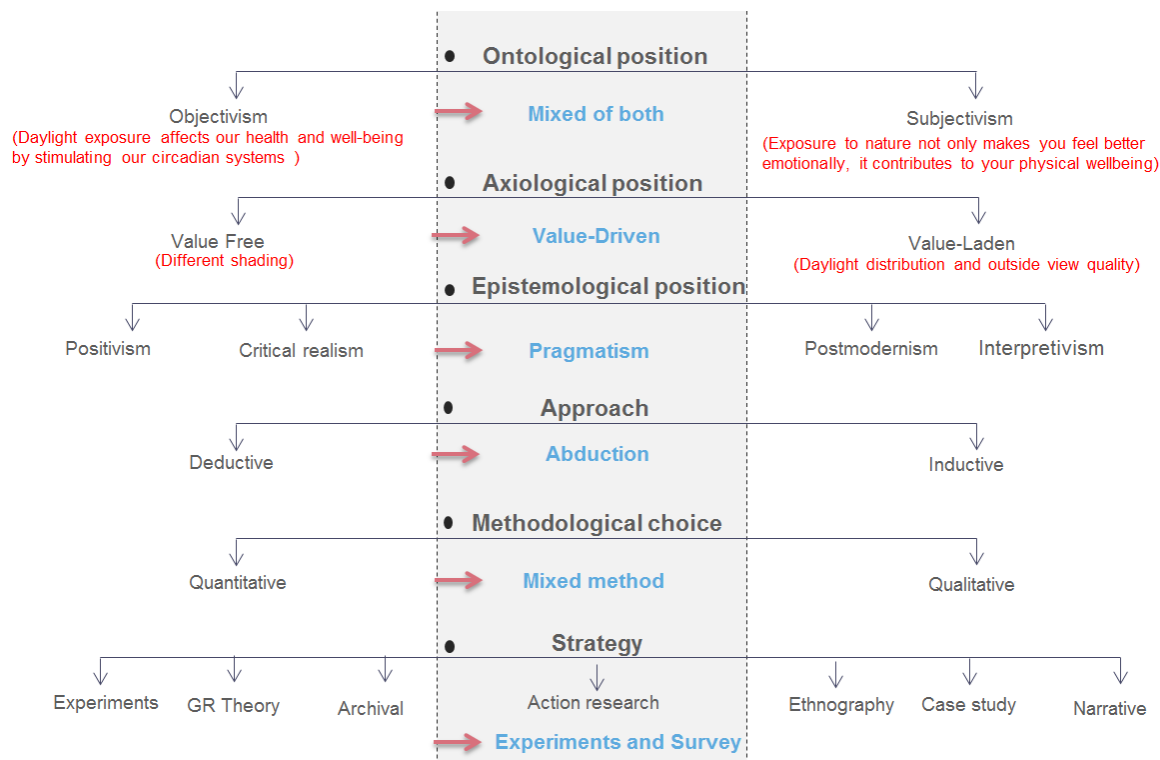 Ontological position
Objectivism
Mixed of both
Subjectivism
(Daylight exposure affects our health and well-being
by stimulating our circadian systems )
(Exposure to nature not only makes you feel better
emotionally, it contributes to your physical wellbeing)
Axiological position
Value Free
(Different shading)
Value-Driven
Value-Laden
(Daylight distribution and outside view quality)
Epistemological position
Positivism
Critical realism
Pragmatism
Postmodernism
Interpretivism
Approach
Deductive
Abduction
Inductive
Methodological choice
Quantitative
Mixed method
Qualitative
Strategy
Experiments
GR Theory
Archival
Action research
Ethnography
Case study
Narrative
Experiments and Survey